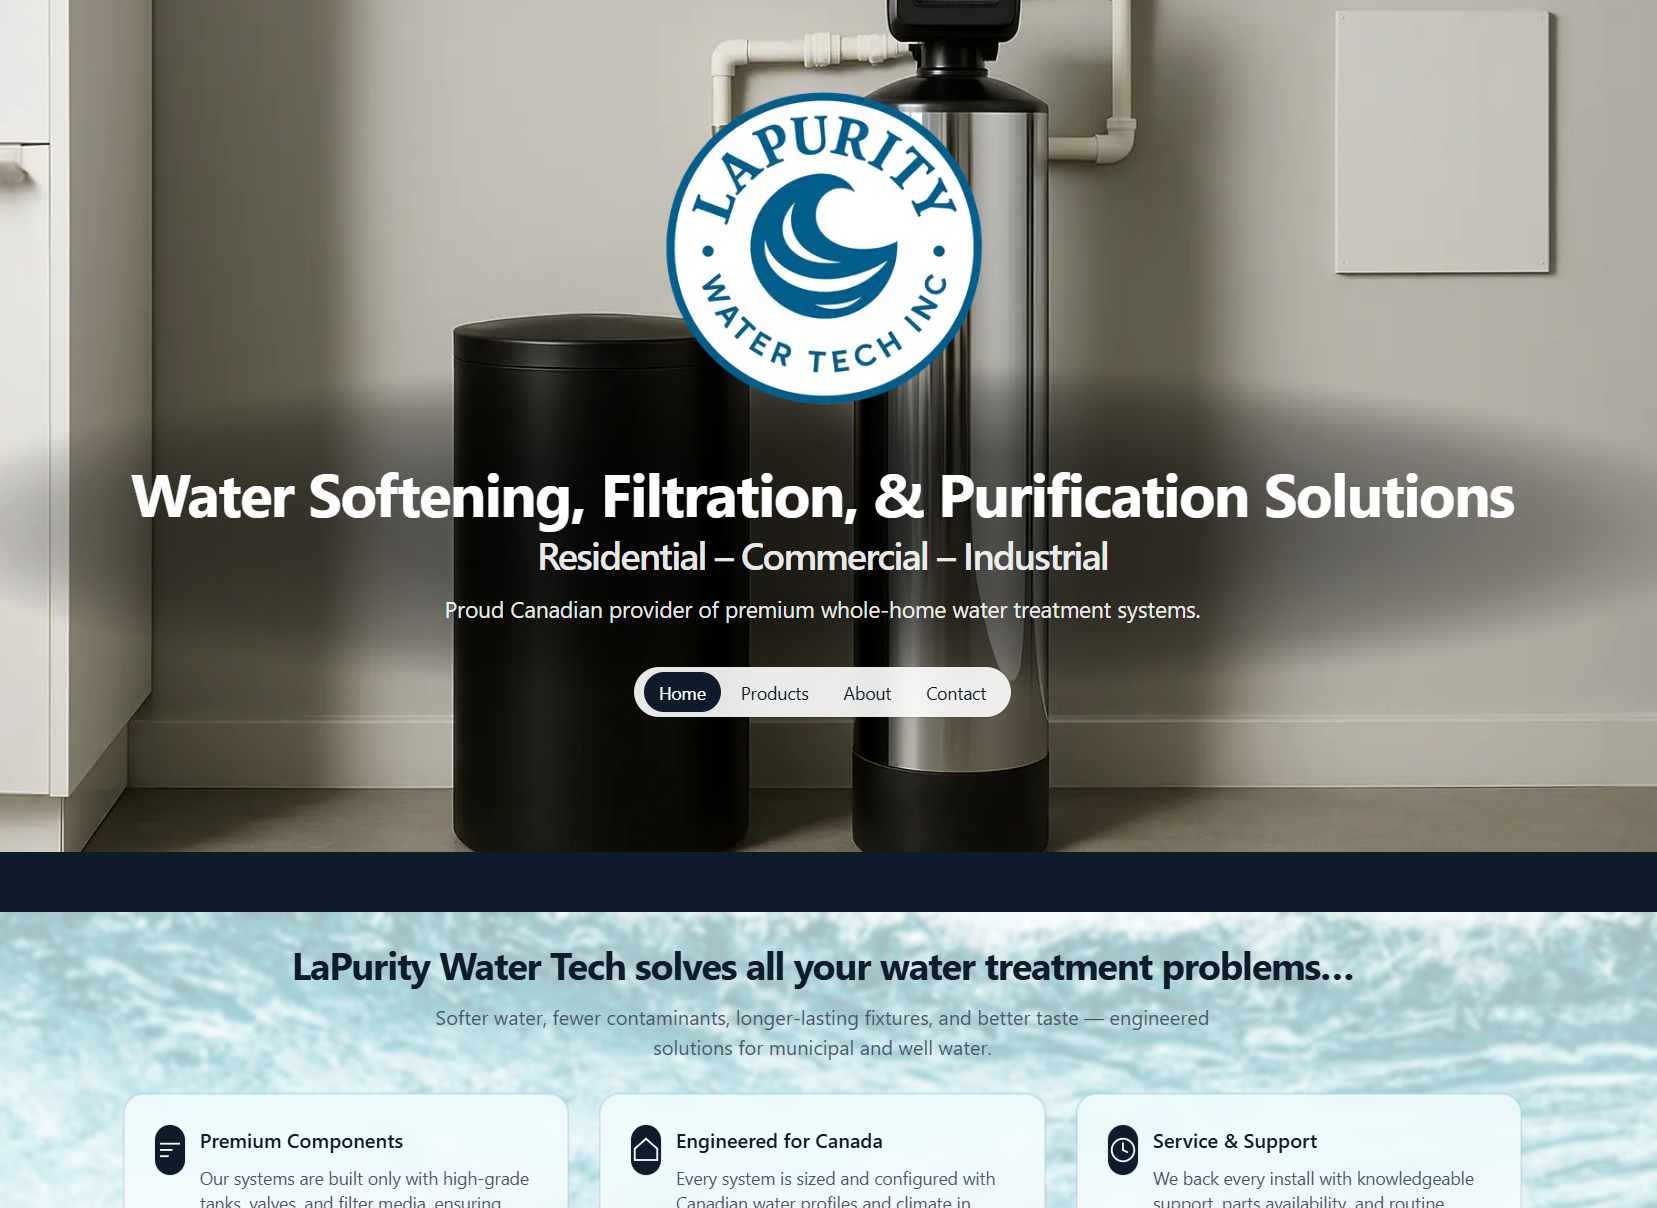 LAPURITY
WATER TECH INC
Water Softening, Filtration, & Purification Solutions
Residential – Commercial – Industrial
Proud Canadian provider of premium whole-home water treatment systems.
Home Products About Contact
LaPurity Water Tech solves all your water treatment problems…
Softer water, fewer contaminants, longer-lasting fixtures, and better taste — engineered
solutions for municipal and well water.
Premium Components
Our systems are built only with high-grade
tanks, valves, and filter media, ensuring
Engineered for Canada
Every system is sized and configured with
Canadian water profiles and climate in
Service & Support
We back every install with knowledgeable
support, parts availability, and routine